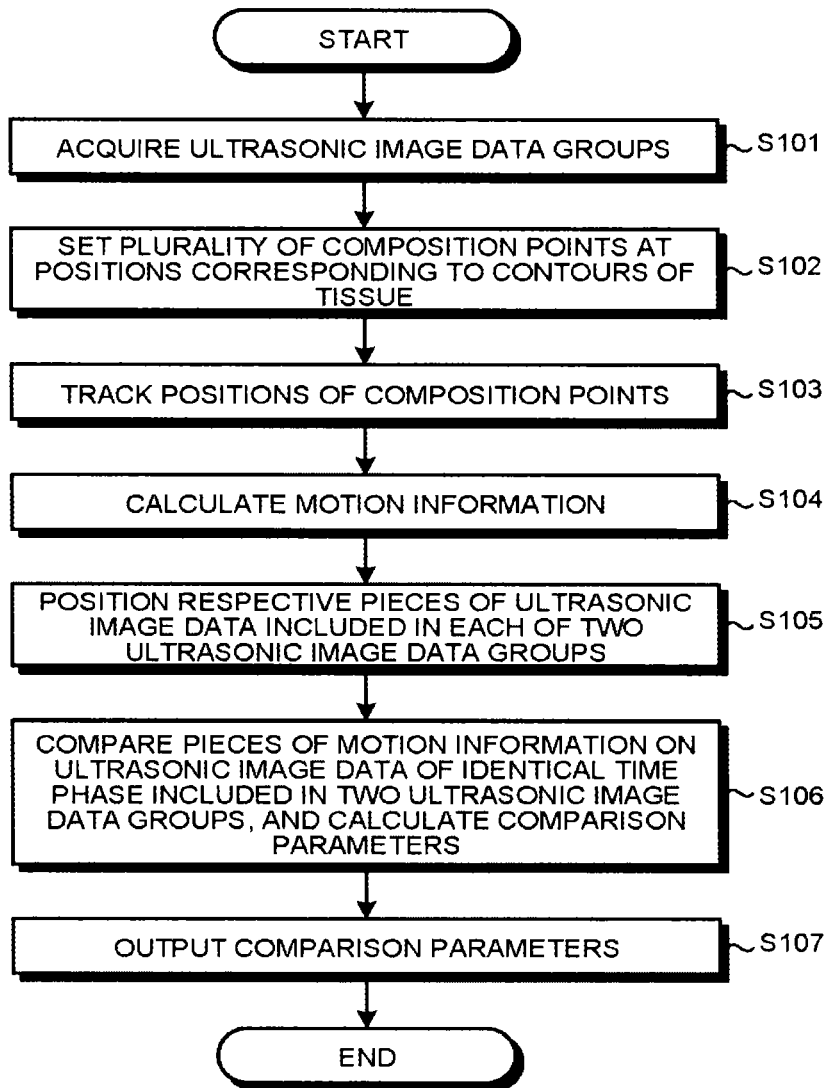 START
ACQUIRE ULTRASONIC IMAGE DATA GROUPS
S101
SET PLURALITY OF COMPOSITION POINTS AT
POSITIONS CORRESPONDING TO CONTOURS OF
TISSUE
S102
TRACK POSITIONS OF COMPOSITION POINTS
S103
CALCULATE MOTION INFORMATION
S104
POSITION RESPECTIVE PIECES OF ULTRASONIC
IMAGE DATA INCLUDED IN EACH OF TWO
ULTRASONIC IMAGE DATA GROUPS
S105
COMPARE PIECES OF MOTION INFORMATION ON
ULTRASONIC IMAGE DATA OF IDENTICAL TIME
PHASE INCLUDED IN TWO ULTRASONIC IMAGE
DATA GROUPS, AND CALCULATE COMPARISON
PARAMETERS
S106
OUTPUT COMPARISON PARAMETERS
S107
END